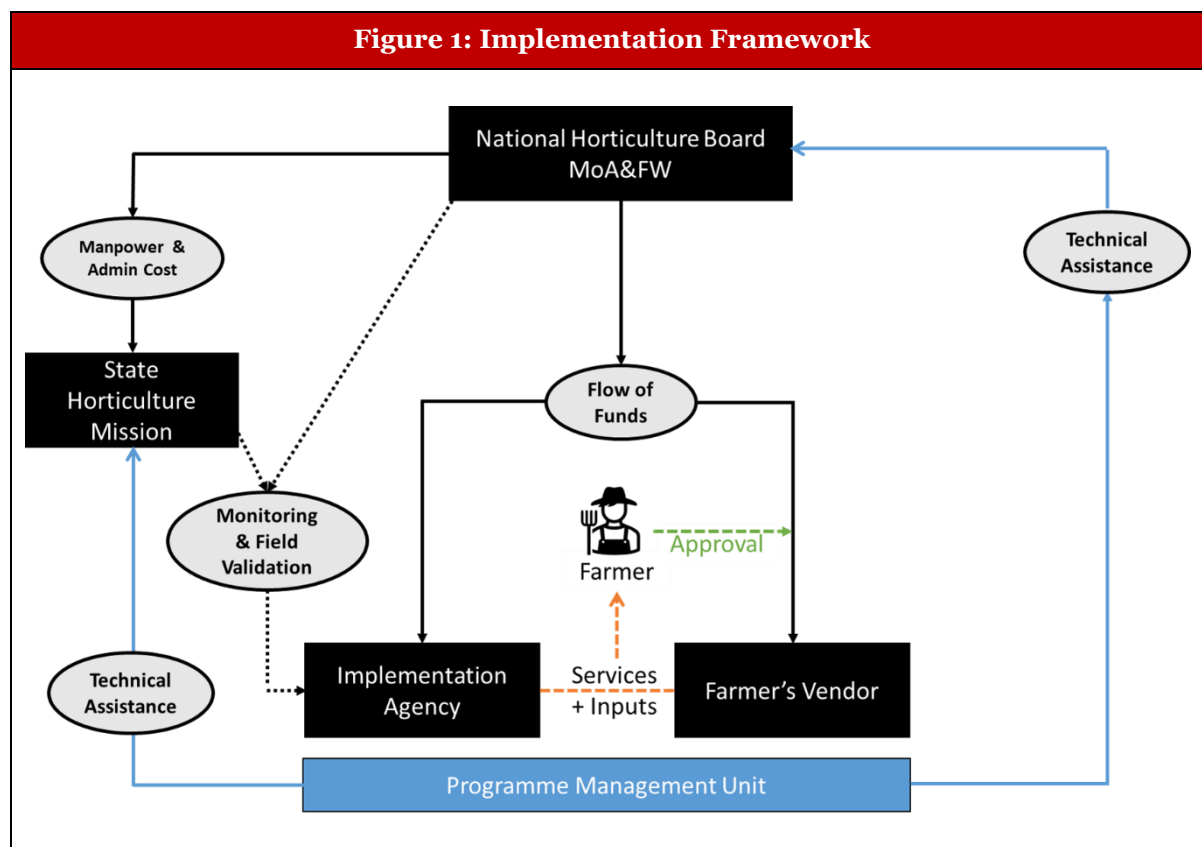 Figure 1: Implementation Framework
National Horticulture Board
MoA&FW
Manpower &
Admin Cost
Technical
Assistance
State
Horticulture
Mission
Flow of
Funds
Monitoring
& Field
Validation
Approval
Farmer
Implementation
Agency
Services
+ Inputs
Farmer’s Vendor
Technical
Assistance
Programme Management Unit